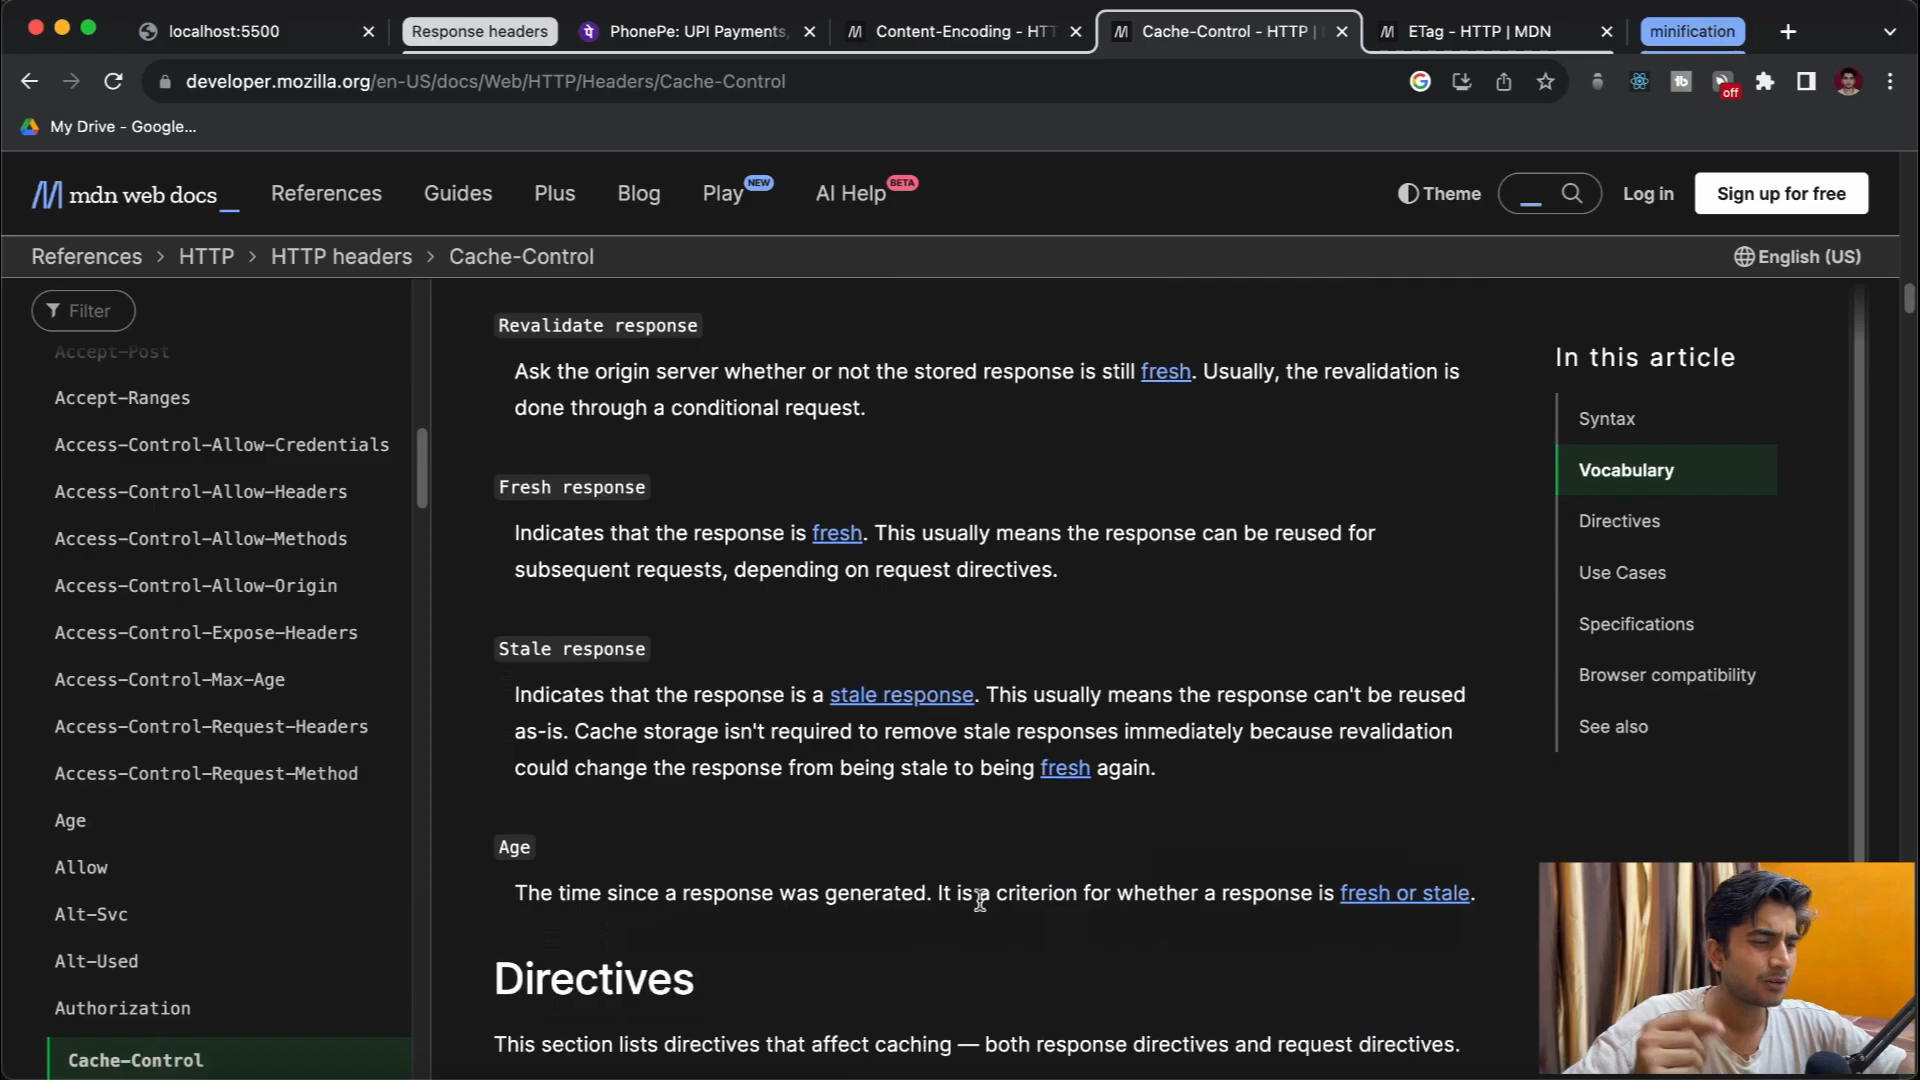 localhost:5500
Response headers
PhonePe: UPI Payments,
Content-Encoding - HTT
Cache-Control - HTTP |
ETag - HTTP | MDN
minification
developer.mozilla.org/en-US/docs/Web/HTTP/Headers/Cache-Control
off
My Drive - Google...
mdn web docs
References
Guides
Plus
Blog
Play NEW
AI Help BETA
Theme
Log in
Sign up for free
References > HTTP > HTTP headers > Cache-Control
English (US)
Filter
Accept-Post
Accept-Ranges
Access-Control-Allow-Credentials
Access-Control-Allow-Headers
Access-Control-Allow-Methods
Access-Control-Allow-Origin
Access-Control-Expose-Headers
Access-Control-Max-Age
Access-Control-Request-Headers
Access-Control-Request-Method
Age
Allow
Alt-Svc
Alt-Used
Authorization
Cache-Control
Revalidate response
Ask the origin server whether or not the stored response is still fresh. Usually, the revalidation is
done through a conditional request.
Fresh response
Indicates that the response is fresh. This usually means the response can be reused for
subsequent requests, depending on request directives.
Stale response
Indicates that the response is a stale response. This usually means the response can't be reused
as-is. Cache storage isn't required to remove stale responses immediately because revalidation
could change the response from being stale to being fresh again.
Age
The time since a response was generated. It is a criterion for whether a response is fresh or stale.
Directives
This section lists directives that affect caching — both response directives and request directives.
In this article
Syntax
Vocabulary
Directives
Use Cases
Specifications
Browser compatibility
See also